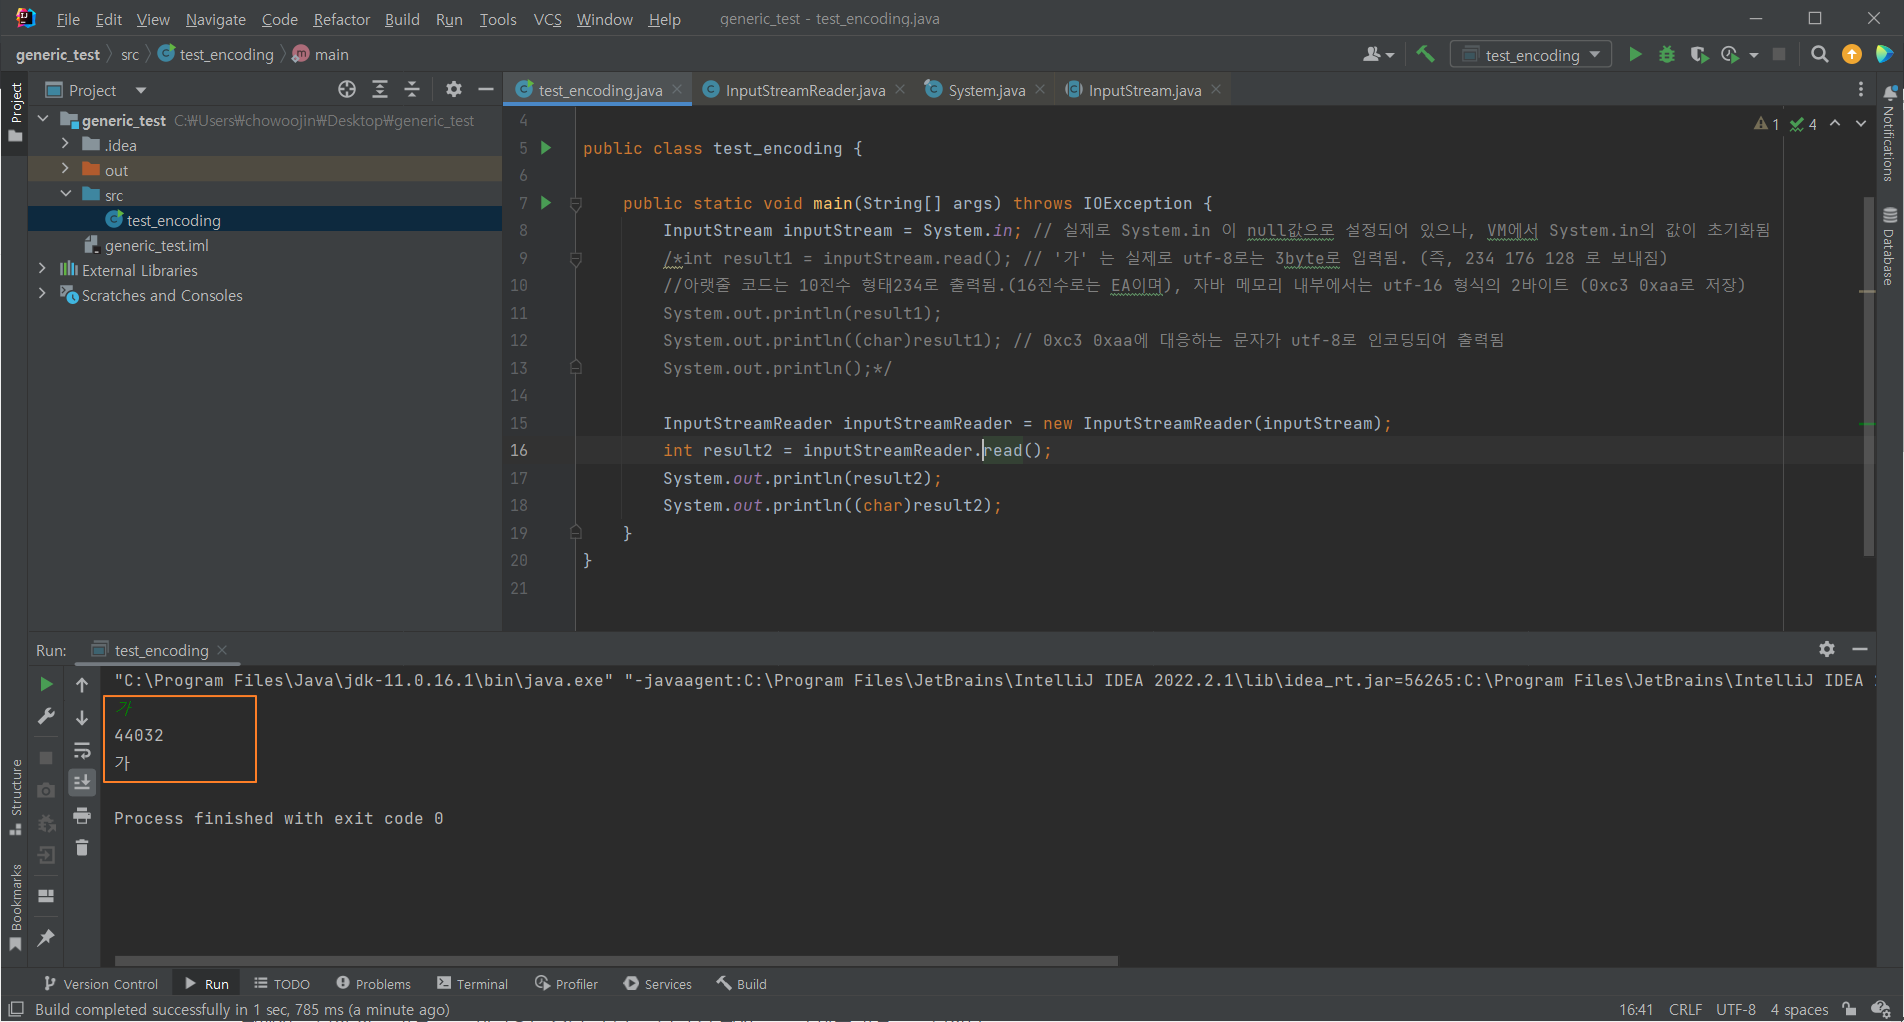 File Edit View Navigate Code Refactor Build Run Tools VCS Window Help generic_test - test_encoding.java
generic_test src test_encoding main
test_encoding
Project
Project
test_encoding.java InputStreamReader.java System.java InputStream.java
generic_test C:\Users\chowoojin\Desktop\generic_test
.idea
out
src
test_encoding
generic_test.iml
External Libraries
Scratches and Consoles
1 4
4
5 public class test_encoding {
6
7 public static void main(String[] args) throws IOException {
8 InputStream inputStream = System.in; // 실제로 System.in 이 null값으로 설정되어 있으나, VM에서 System.in의 값이 초기화됨
9 /*int result1 = inputStream.read(); // '가' 는 실제로 utf-8로는 3byte로 입력됨. (즉, 234 176 128 로 보내짐)
10 //아랫줄 코드는 10진수 형태234로 출력됨.(16진수로는 EA이며), 자바 메모리 내부에서는 utf-16 형식의 2바이트 (0xc3 0xaa로 저장)
11 System.out.println(result1);
12 System.out.println((char)result1); // 0xc3 0xaa에 대응하는 문자가 utf-8로 인코딩되어 출력됨
13 System.out.println();*/
14
15 InputStreamReader inputStreamReader = new InputStreamReader(inputStream);
16 int result2 = inputStreamReader.read();
17 System.out.println(result2);
18 System.out.println((char)result2);
19 }
20 }
21
Notifications
Database
Run: test_encoding
"C:\Program Files\Java\jdk-11.0.16.1\bin\java.exe" "-javaagent:C:\Program Files\JetBrains\IntelliJ IDEA 2022.2.1\lib\idea_rt.jar=56265:C:\Program Files\JetBrains\IntelliJ IDEA
가
44032
가
Process finished with exit code 0
Structure
Bookmarks
Version Control Run TODO Problems Terminal Profiler Services Build
Build completed successfully in 1 sec, 785 ms (a minute ago) 16:41 CRLF UTF-8 4 spaces